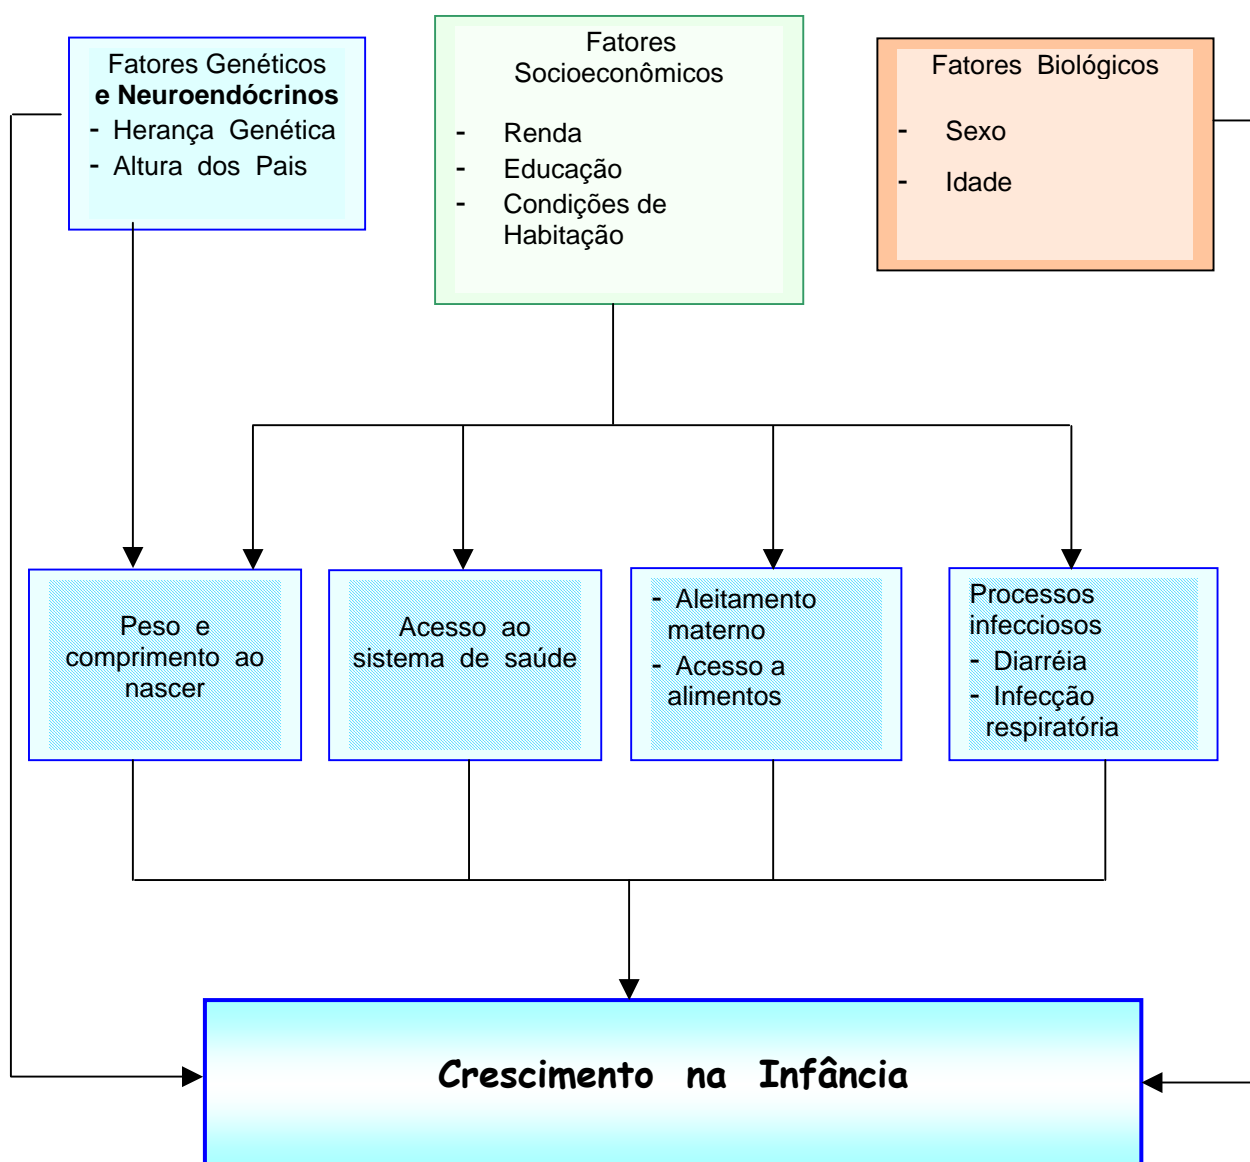 Fatores Genéticos
e Neuroendócrinos
- Herança Genética
- Altura dos Pais
Fatores
Socioeconômicos
- Renda
- Educação
- Condições de
Habitação
Fatores Biológicos
- Sexo
- Idade
Peso e
comprimento ao
nascer
Acesso ao
sistema de saúde
- Aleitamento
materno
- Acesso a
alimentos
Processos
infecciosos
- Diarréia
- Infecção
respiratória
Crescimento na Infância